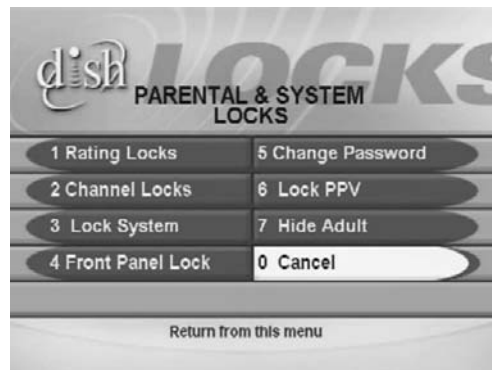 LOCKS
dish
PARENTAL & SYSTEM
LOCKS
1 Rating Locks
5 Change Password
2 Channel Locks
6 Lock PPV
3 Lock System
7 Hide Adult
4 Front Panel Lock
0 Cancel
Return from this menu